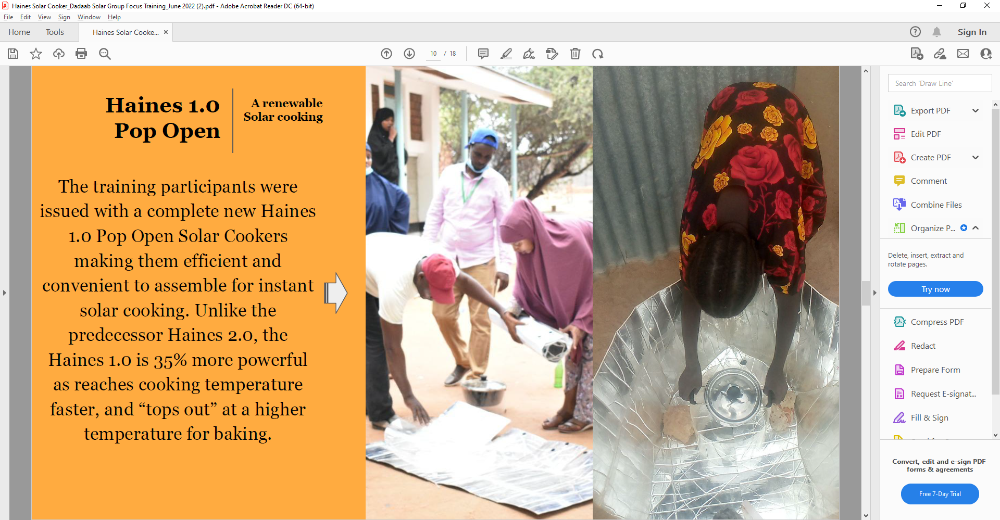 Haines Solar Cooker_Dadaab Solar Group Focus Training_June 2022 (2).pdf - Adobe Acrobat Reader DC (64-bit)
File Edit View Sign Window Help
Home Tools Haines Solar Cooke... Sign In
10 / 18
Haines 1.0
Pop Open
A renewable
Solar cooking
The training participants were
issued with a complete new Haines
1.0 Pop Open Solar Cookers
making them efficient and
convenient to assemble for instant
solar cooking. Unlike the
predecessor Haines 2.0, the
Haines 1.0 is 35% more powerful
as reaches cooking temperature
faster, and “tops out” at a higher
temperature for baking.
Search 'Draw Line'
Export PDF
Edit PDF
Create PDF
Comment
Combine Files
Organize P...
Delete, insert, extract and
rotate pages.
Try now
Compress PDF
Redact
Prepare Form
Request E-signat...
Fill & Sign
Convert, edit and e-sign PDF
forms & agreements
Free 7-Day Trial